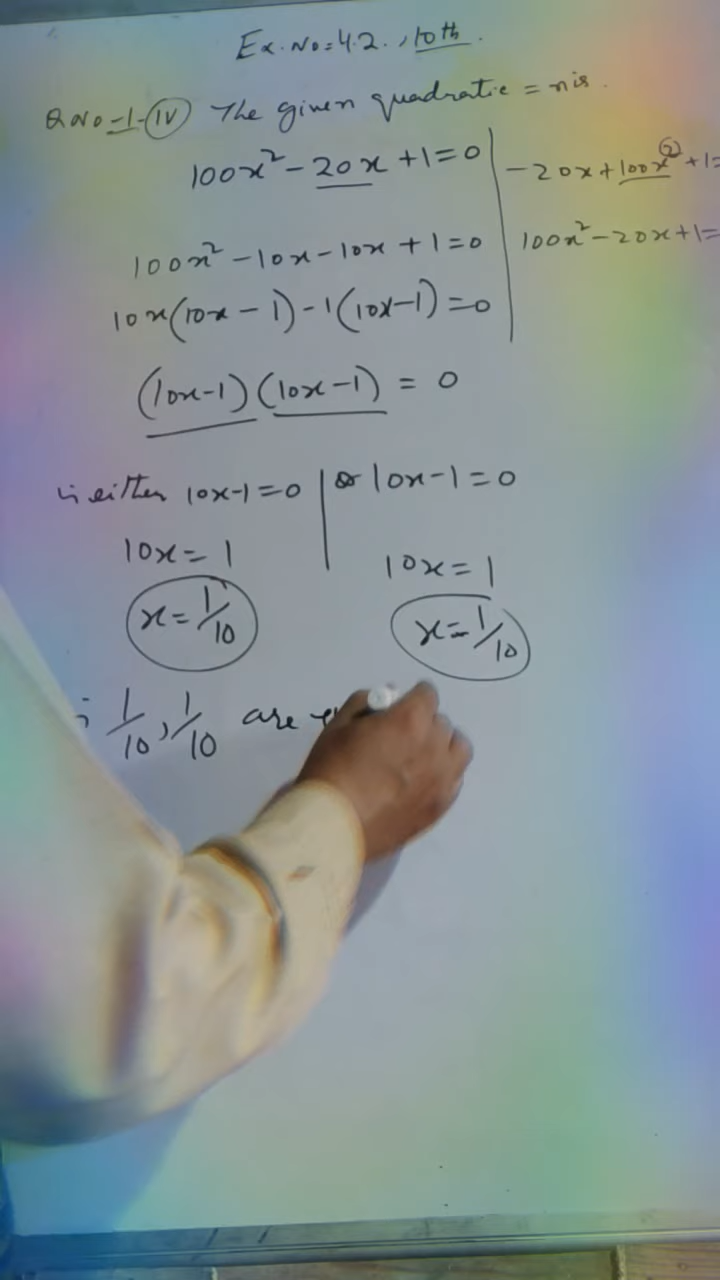 Ex. No = 4.2., 10th.
Q No-1-(iv) The given quadratic = n is.
100x² - 20x + 1 = 0
100x² - 10x - 10x + 1 = 0
10x(10x - 1) - 1(10x - 1) = 0
(10x - 1)(10x - 1) = 0
∴ either 10x - 1 = 0 | or 10x - 1 = 0
10x = 1
x = 1/10
10x = 1
x = 1/10
∴ 1/10, 1/10 are
-20x + 100x² + 1 =
100x² - 20x + 1 =